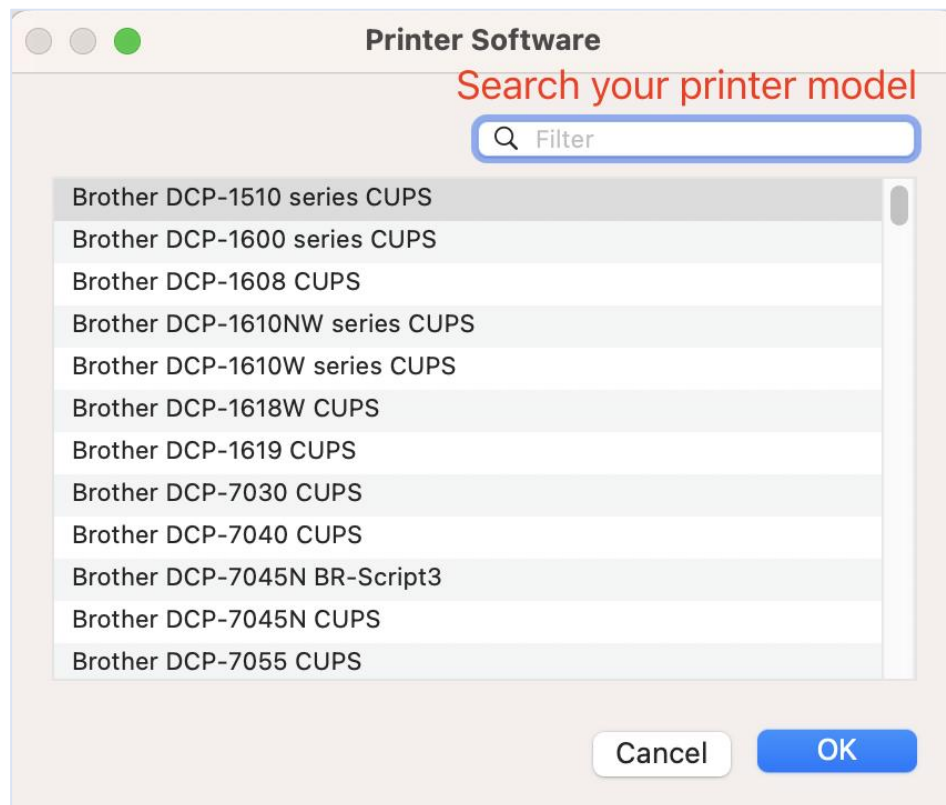 Printer Software
Search your printer model
Filter
Brother DCP-1510 series CUPS
Brother DCP-1600 series CUPS
Brother DCP-1608 CUPS
Brother DCP-1610NW series CUPS
Brother DCP-1610W series CUPS
Brother DCP-1618W CUPS
Brother DCP-1619 CUPS
Brother DCP-7030 CUPS
Brother DCP-7040 CUPS
Brother DCP-7045N BR-Script3
Brother DCP-7045N CUPS
Brother DCP-7055 CUPS
Cancel OK